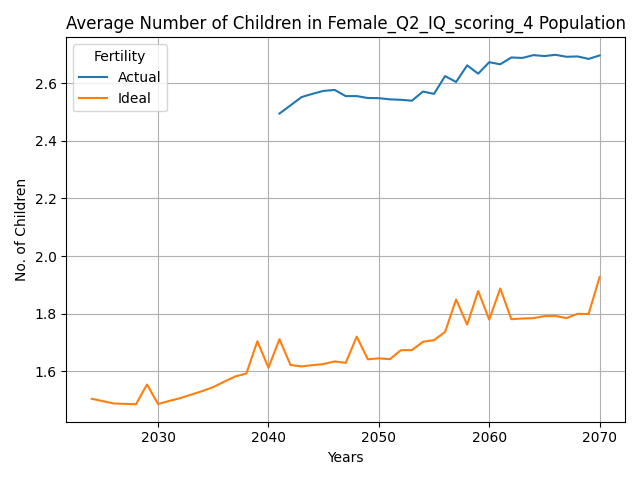 Average Number of Children in Female_Q2_IQ_scoring_4 Population
Fertility
Actual
Ideal
No. of Children
2.6
2.4
2.2
2.0
1.8
1.6
2030
2040
2050
2060
2070
Years